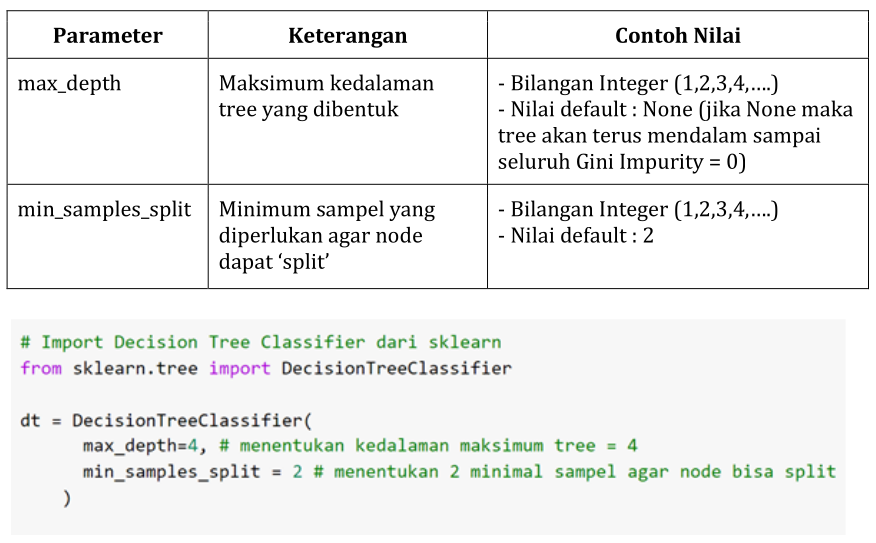 Parameter Keterangan Contoh Nilai
max_depth
Maksimum kedalaman
tree yang dibentuk
- Bilangan Integer (1,2,3,4,....)
- Nilai default : None (jika None maka
tree akan terus mendalam sampai
seluruh Gini Impurity = 0)
min_samples_split
Minimum sampel yang
diperlukan agar node
dapat ‘split’
- Bilangan Integer (1,2,3,4,....)
- Nilai default : 2
# Import Decision Tree Classifier dari sklearn
from sklearn.tree import DecisionTreeClassifier
dt = DecisionTreeClassifier(
max_depth=4, # menentukan kedalaman maksimum tree = 4
min_samples_split = 2 # menentukan 2 minimal sampel agar node bisa split
)